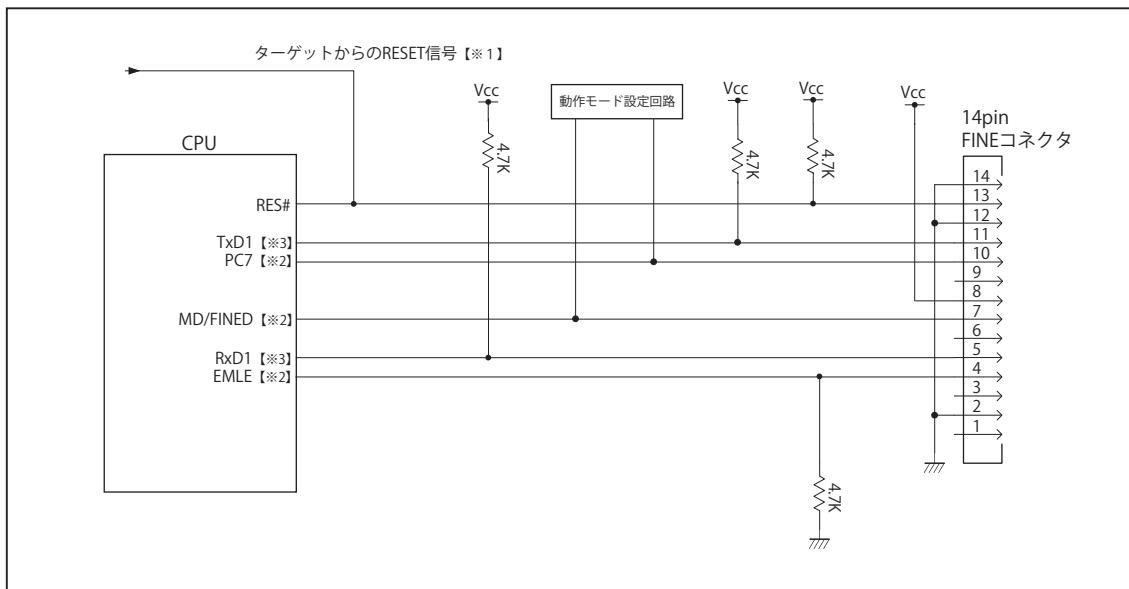 ターゲットからのRESET信号【※1】
Vcc
動作モード設定回路
Vcc
Vcc
Vcc
14pin
FINEコネクタ
CPU
4.7K
4.7K
4.7K
RES#
TxD1【※3】
PC7【※2】
MD/FINED【※2】
RxD1【※3】
EMLE【※2】
14
13
12
11
10
9
8
7
6
5
4
3
2
1
4.7K